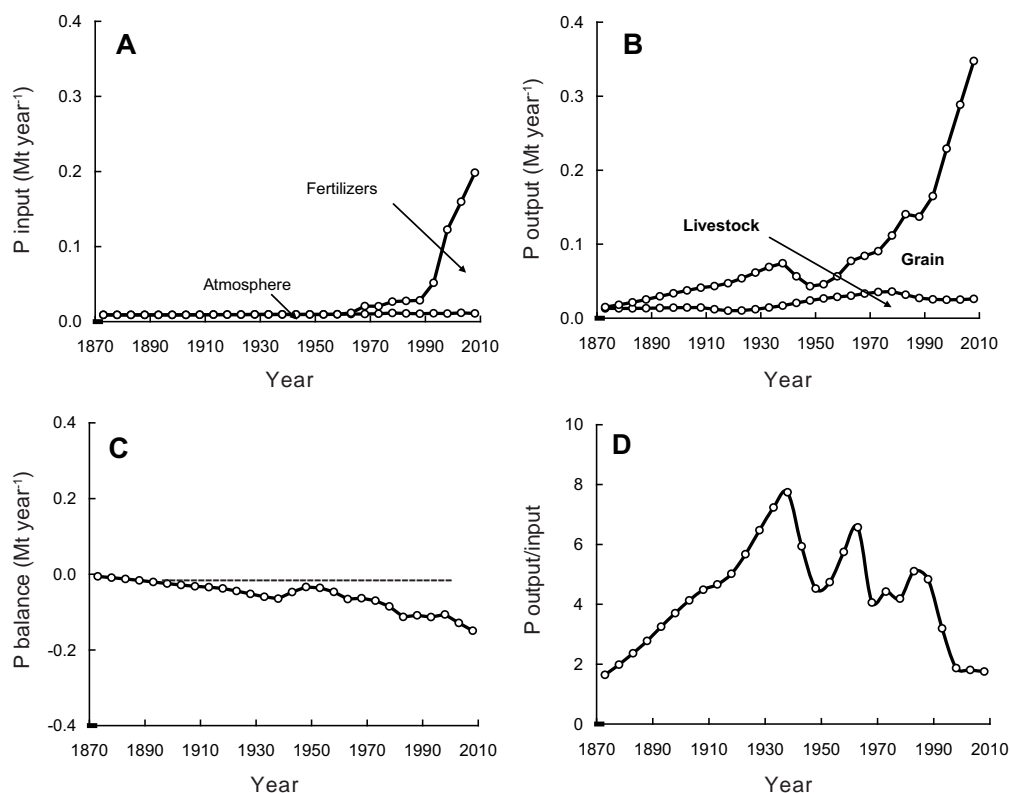 A
P input (Mt year-1)
0.4
0.3
0.2
0.1
0.0
Fertilizers
Atmosphere
1870 1890 1910 1930 1950 1970 1990 2010
Year
B
P output (Mt year-1)
0.4
0.3
0.2
0.1
0.0
Livestock
Grain
1870 1890 1910 1930 1950 1970 1990 2010
Year
C
P balance (Mt year-1)
0.4
0.2
0.0
-0.2
-0.4
1870 1890 1910 1930 1950 1970 1990 2010
Year
D
P output/input
10
8
6
4
2
0
1870 1890 1910 1930 1950 1970 1990 2010
Year